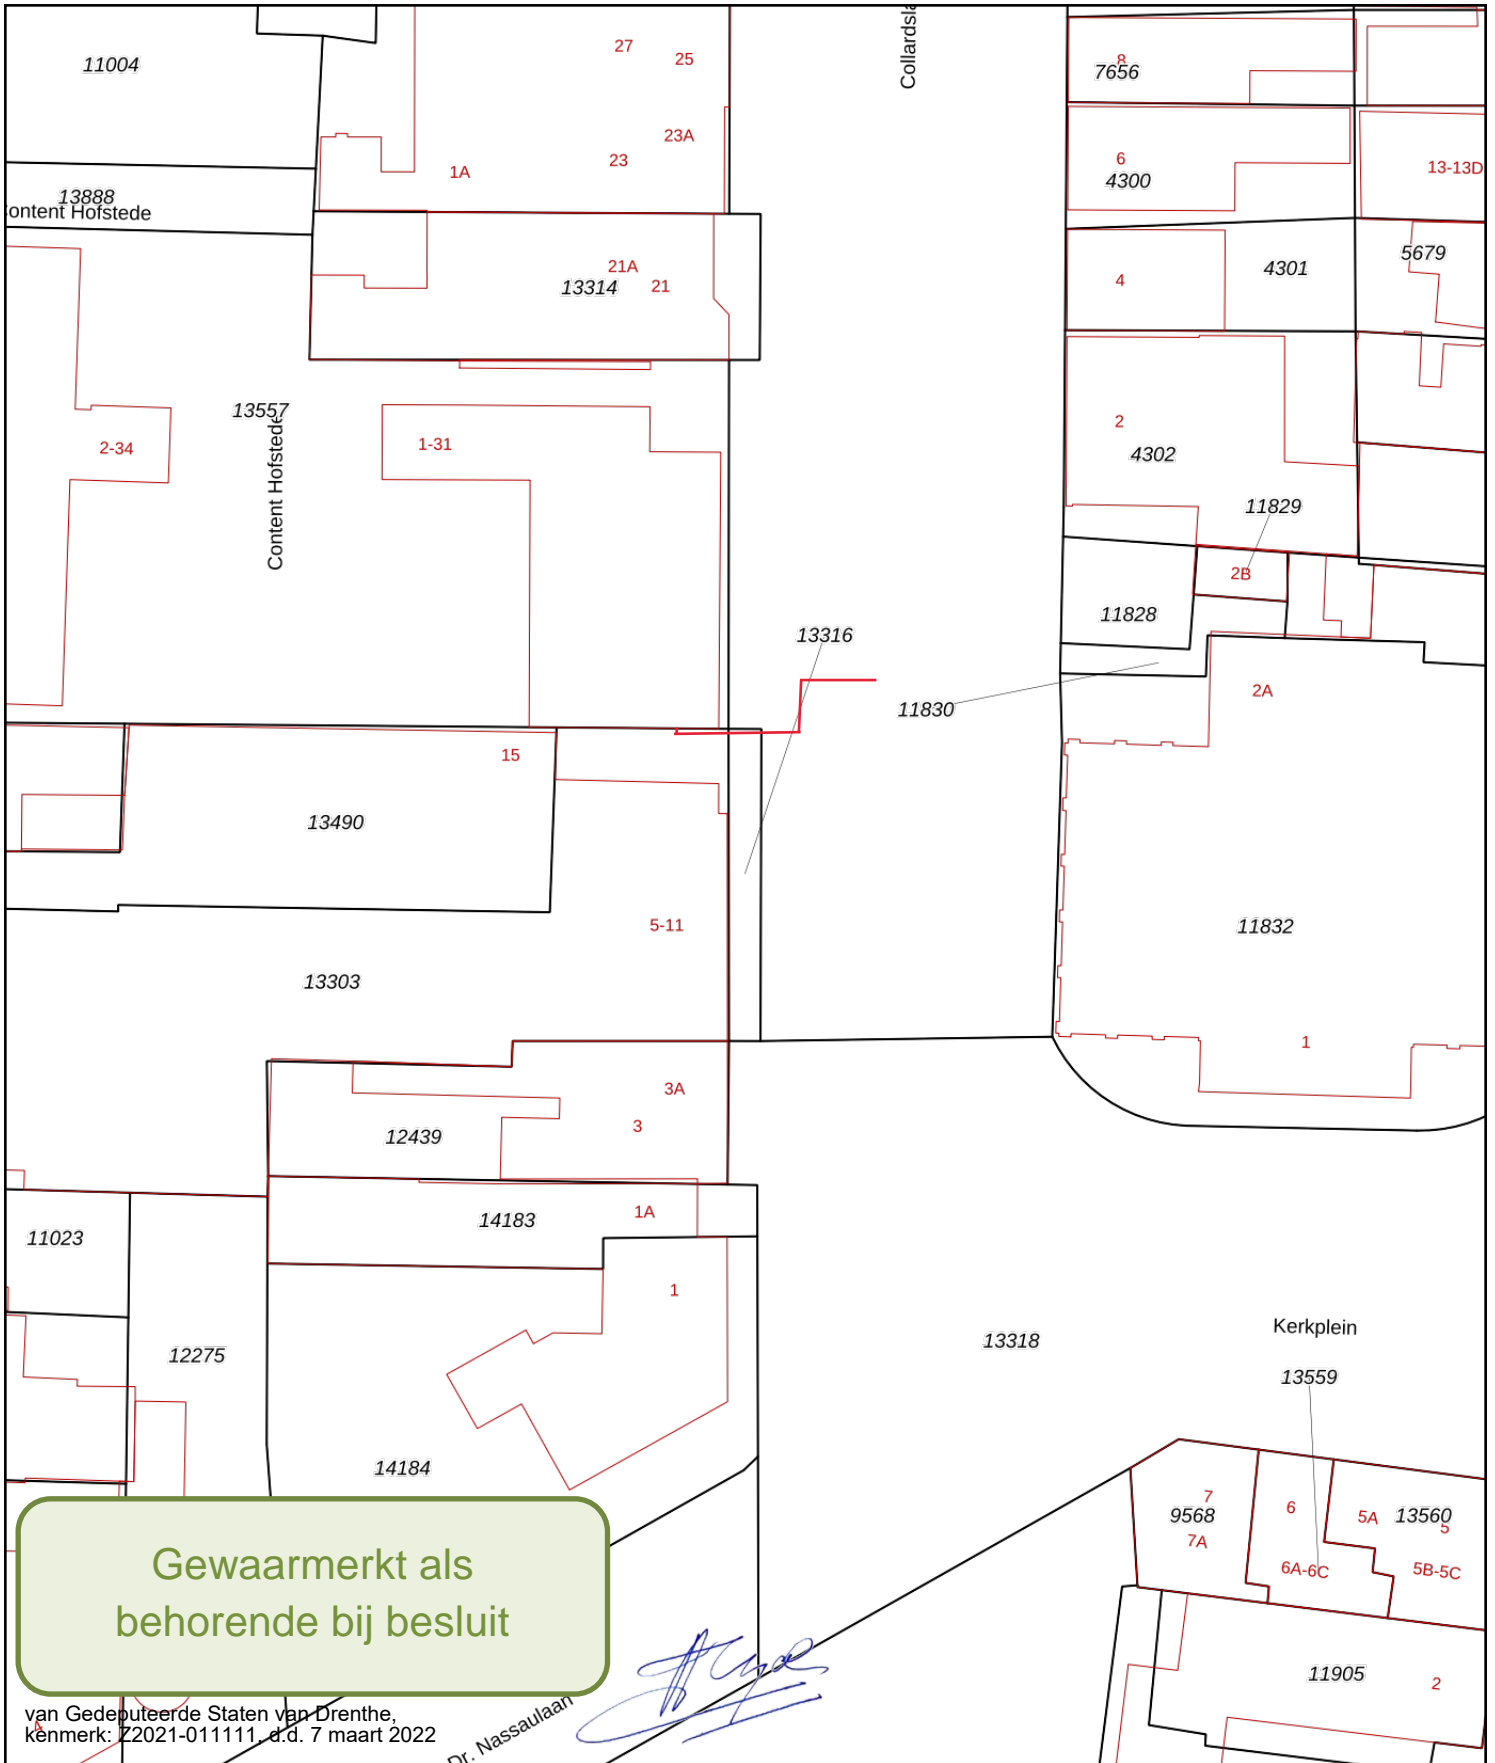 11004
27
25
Collardsla
8
7656
23A
23
1A
6
4300
13-13D
13888
ontent Hofstede
21A
21
13314
4
4301
5679
13557
Content Hofstede
2-34
1-31
2
4302
11829
2B
11828
13316
11830
2A
15
13490
5-11
11832
13303
1
3A
3
12439
14183
1A
11023
1
12275
13318
Kerkplein
13559
14184
7
9568
7A
6
6A-6C
5A
13560
5
5B-5C
Gewaarmerkt als
behorende bij besluit
11905
2
van Gedeputeerde Staten van Drenthe,
kenmerk: Z2021-011111, d.d. 7 maart 2022
4
Dr. Nassaulaan